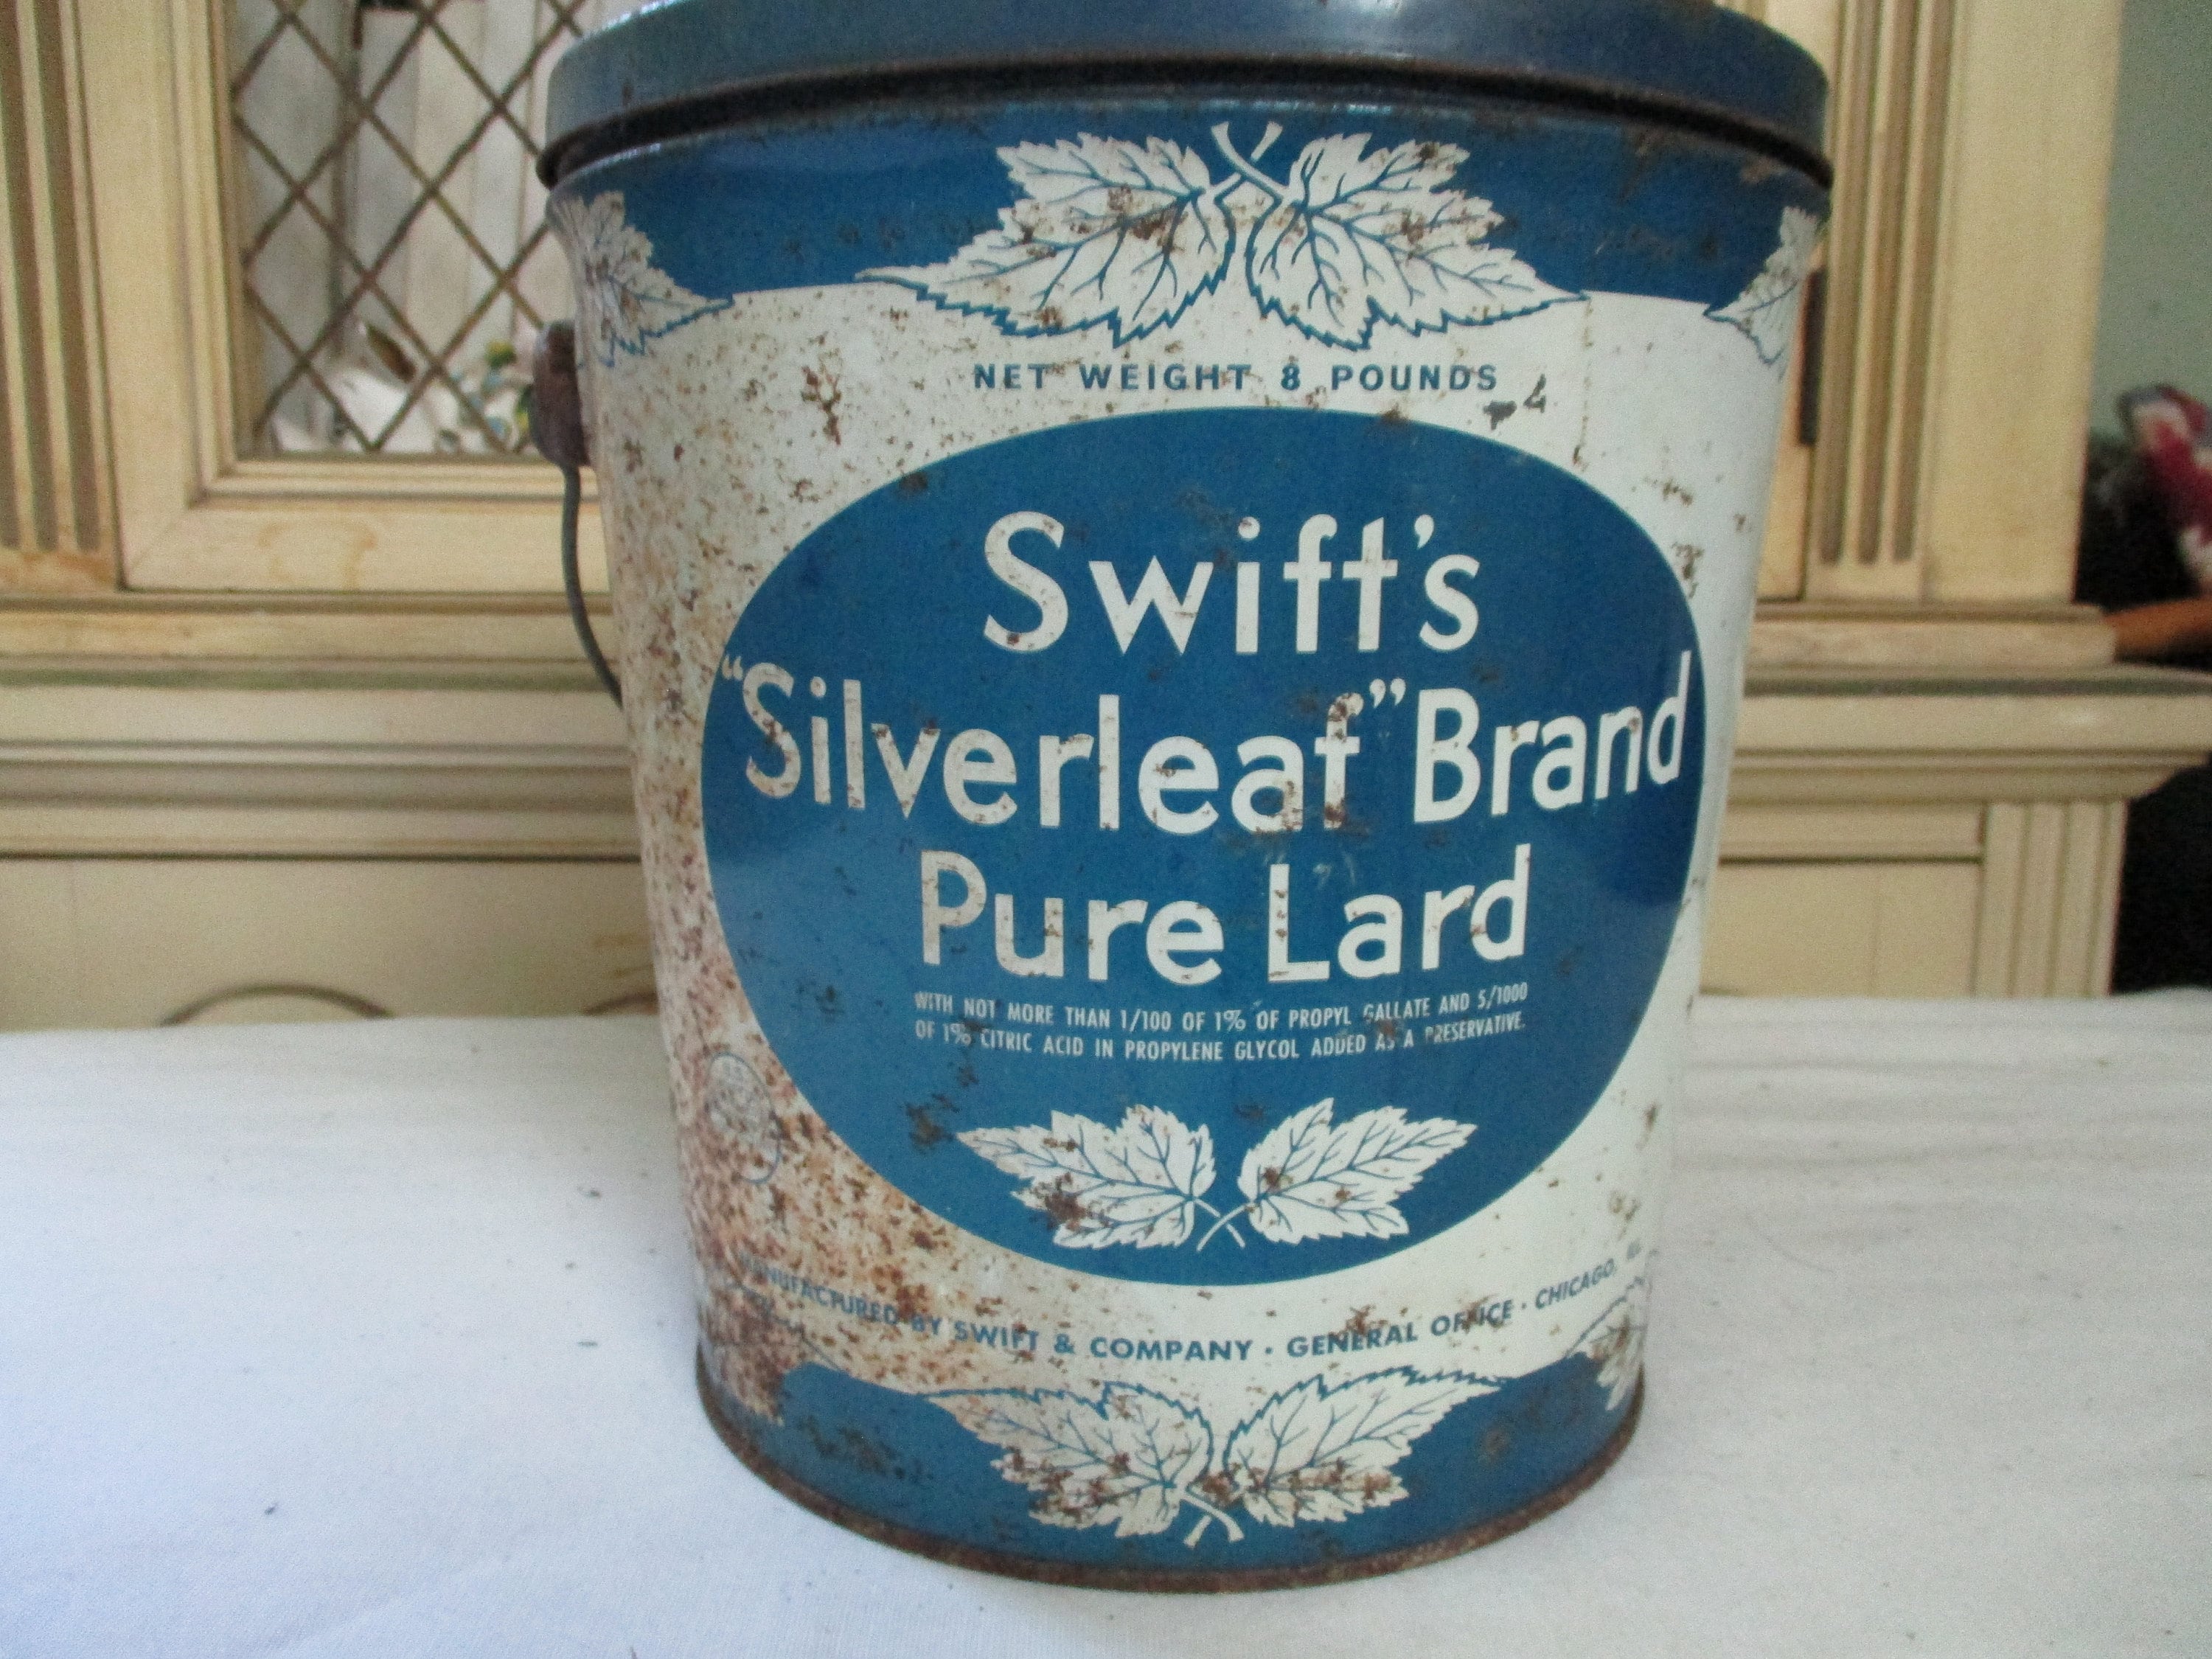 NET WEIGHT 8 POUNDS
Swift's
"Silverleaf" Brand
Pure Lard
WITH NOT MORE THAN 1/100 OF 1% OF PROPYL GALLATE AND 5/1000
OF 1% CITRIC ACID IN PROPYLENE GLYCOL ADDED AS A PRESERVATIVE.
MANUFACTURED BY SWIFT & COMPANY · GENERAL OFFICE · CHICAGO,